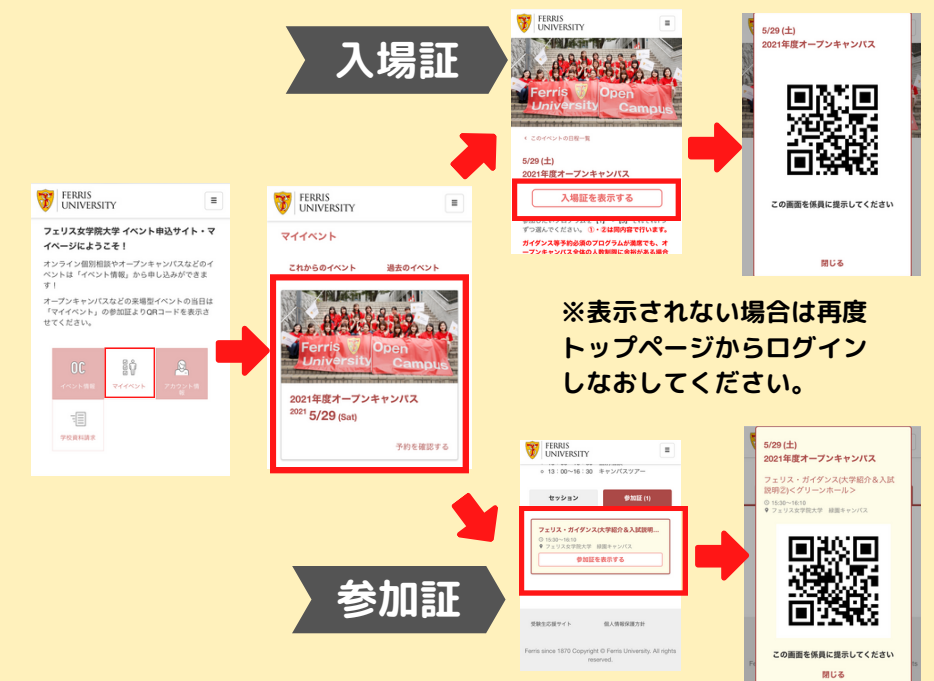 入場証
FERRIS
UNIVERSITY
フェリス女学院大学 イベント申込サイト・マ
イページにようこそ！
オンライン個別相談やオープンキャンパスなどのイ
ベントは「イベント情報」から申し込みができま
す！
オープンキャンパスなどの来場型イベントの当日は
「マイイベント」の参加証よりQRコードを表示さ
せてください。
OC
イベント情報
マイイベント
アカウント情
報
学校資料請求
FERRIS
UNIVERSITY
マイイベント
これからのイベント
過去のイベント
Ferris Open
University Campus
2021年度オープンキャンパス
2021 5/29 (Sat)
予約を確認する
FERRIS
UNIVERSITY
Ferris Open
University Campus
‹ このイベントの日程一覧
5/29 (土)
2021年度オープンキャンパス
入場証を表示する
ずつ選んでください。①・②は同内容で行います。
ガイダンス等予約必須のプログラムが満席でも、オ
ープンキャンパス全体の人数制限に余裕がある場合
5/29 (土)
2021年度オープンキャンパス
この画面を係員に提示してください
閉じる
※表示されない場合は再度
トップページからログイン
しなおしてください。
参加証
FERRIS
UNIVERSITY
13：00～16：30 キャンパスツアー
セッション
参加証 (1)
フェリス・ガイダンス(大学紹介＆入試説明...
15:30～16:10
フェリス女学院大学 緑園キャンパス
参加証を表示する
受験生応援サイト
個人情報保護方針
Ferris since 1870 Copyright © Ferris University. All rights
reserved.
5/29 (土)
2021年度オープンキャンパス
フェリス・ガイダンス(大学紹介＆入試
説明②)＜グリーンホール＞
15:30～16:10
フェリス女学院大学 緑園キャンパス
この画面を係員に提示してください
閉じる